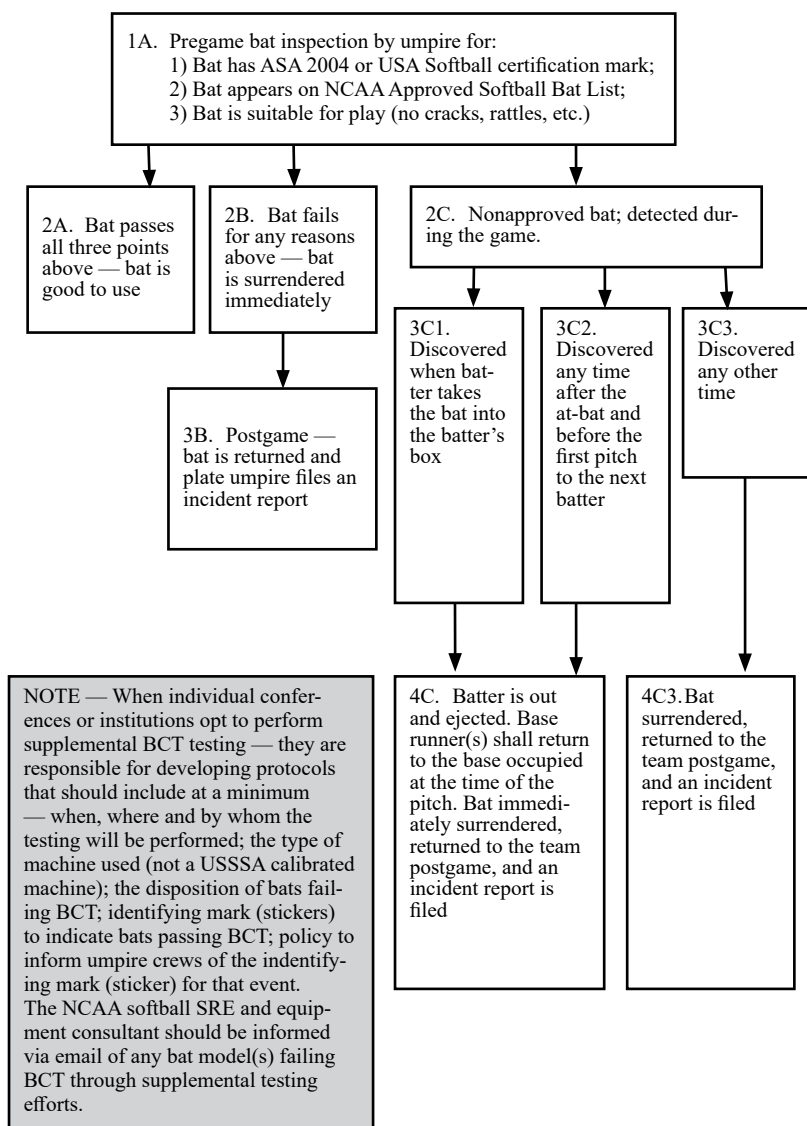 1A. Pregame bat inspection by umpire for:
1) Bat has ASA 2004 or USA Softball certification mark;
2) Bat appears on NCAA Approved Softball Bat List;
3) Bat is suitable for play (no cracks, rattles, etc.)
2A. Bat passes
all three points
above — bat is
good to use
2B. Bat fails
for any reasons
above — bat
is surrendered
immediately
2C. Nonapproved bat; detected dur-
ing the game.
3B. Postgame —
bat is returned and
plate umpire files an
incident report
3C1.
Discovered
when bat-
ter takes
the bat into
the batter's
box
3C2.
Discovered
any time
after the
at-bat and
before the
first pitch
to the next
batter
3C3.
Discovered
any other
time
NOTE — When individual confer-
ences or institutions opt to perform
supplemental BCT testing — they are
responsible for developing protocols
that should include at a minimum
— when, where and by whom the
testing will be performed; the type of
machine used (not a USSSA calibrated
machine); the disposition of bats fail-
ing BCT; identifying mark (stickers)
to indicate bats passing BCT; policy to
inform umpire crews of the indentify-
ing mark (sticker) for that event.
The NCAA softball SRE and equip-
ment consultant should be informed
via email of any bat model(s) failing
BCT through supplemental testing
efforts.
4C. Batter is out
and ejected. Base
runner(s) shall return
to the base occupied
at the time of the
pitch. Bat immedi-
ately surrendered,
returned to the team
postgame, and an
incident report is
filed
4C3.Bat
surrendered,
returned to the
team postgame,
and an incident
report is filed